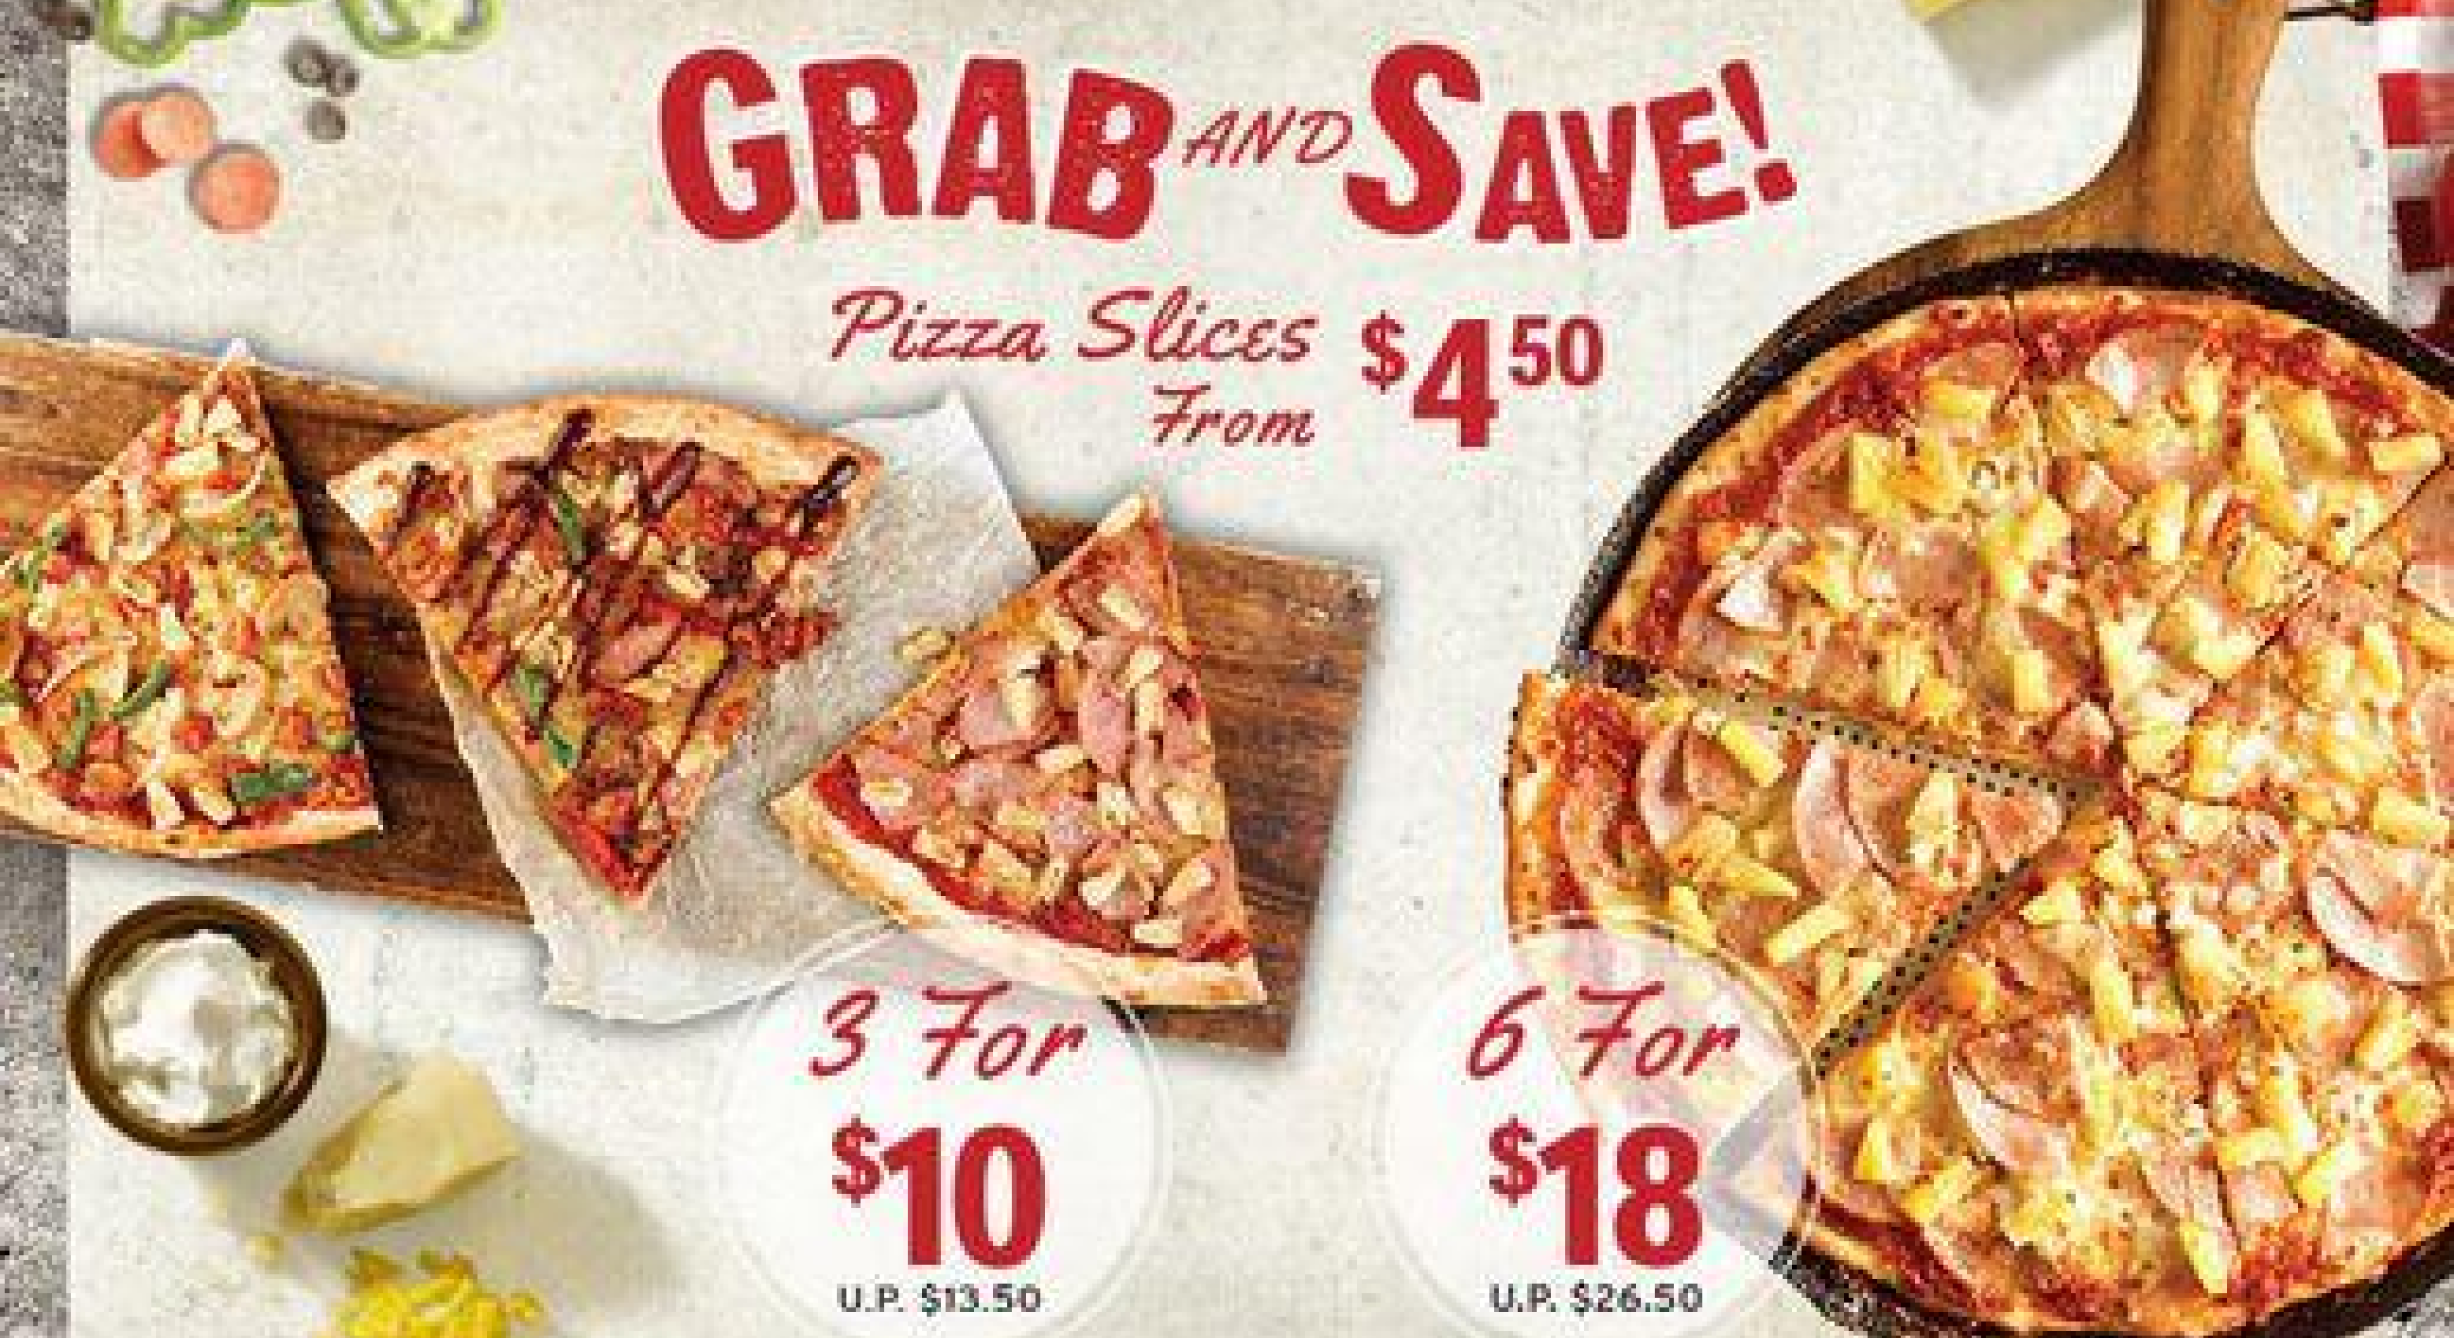 GRAB AND SAVE!
Pizza Slices
From $4.50
3 For
$10
U.P. $13.50
6 For
$18
U.P. $26.50